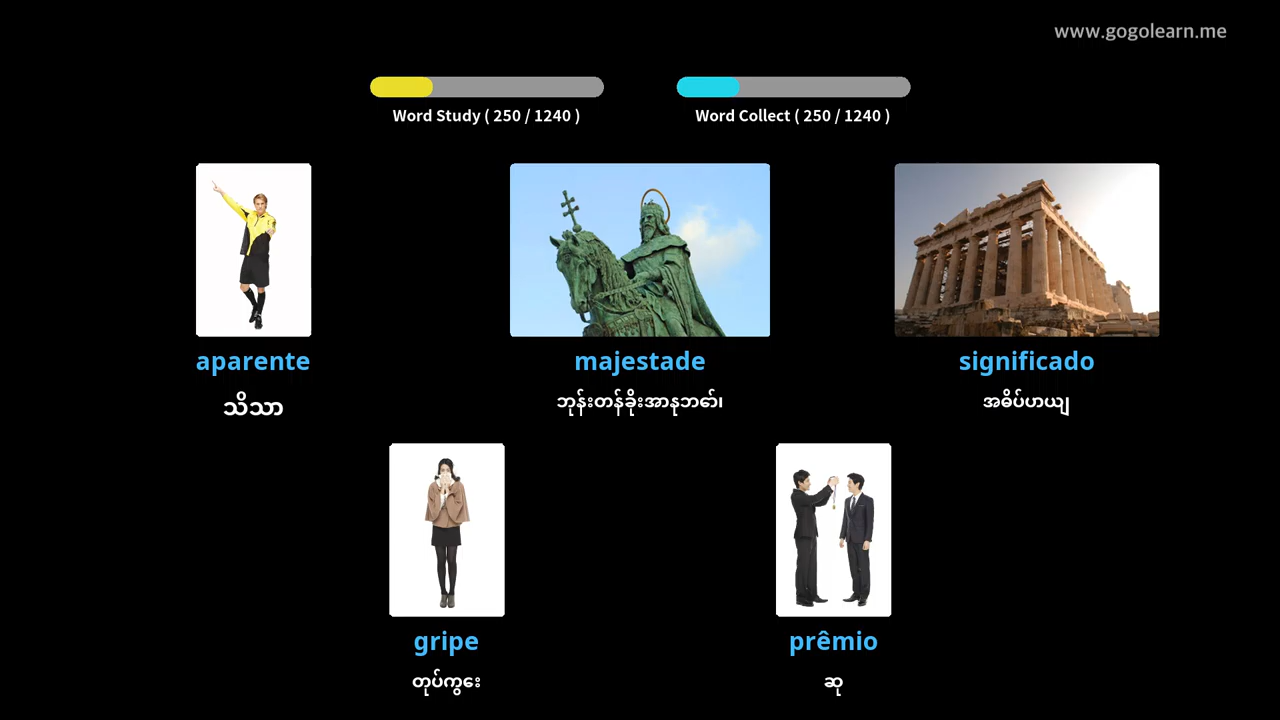 www.gogolearn.me
Word Study ( 250 / 1240 )
Word Collect ( 250 / 1240 )
aparente
majestade
significado
သိသာ
ဘုန်းတန်ခိုးအာနုဘော်၊
အဓိပ်ပာယျ
gripe
prêmio
တုပ်ကွေး
ဆု